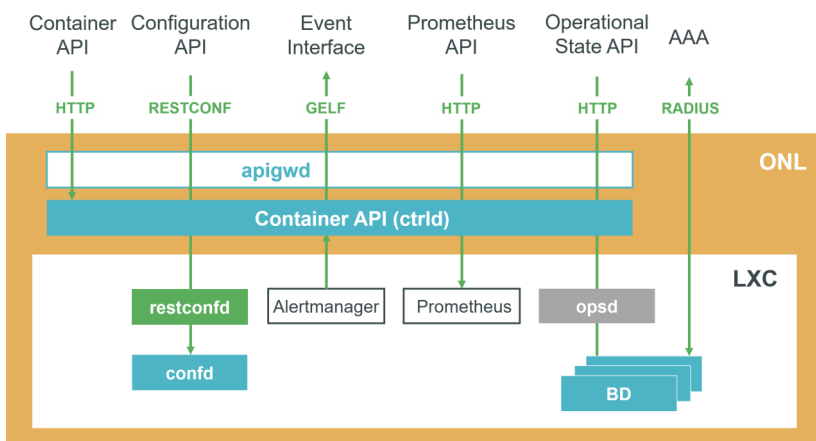 Container
API
Configuration
API
Event
Interface
Prometheus
API
Operational
State API
AAA
HTTP
RESTCONF
GELF
HTTP
HTTP
RADIUS
ONL
apigwd
Container API (ctrld)
LXC
restconfd
Alertmanager
Prometheus
opsd
confd
BD